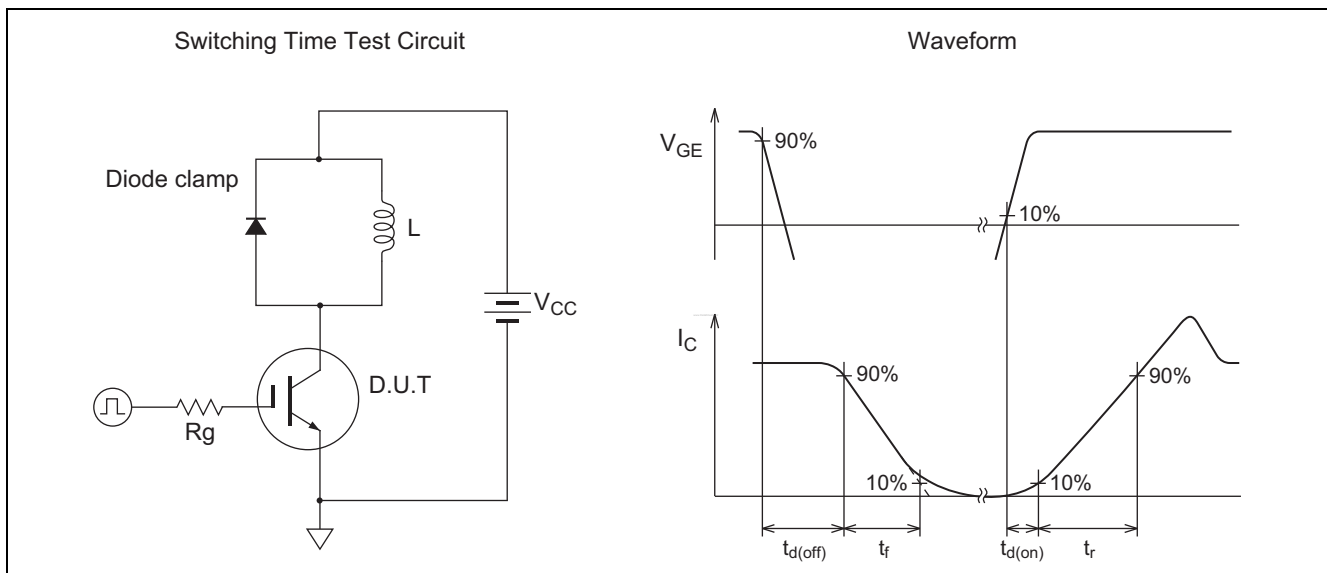 Switching Time Test Circuit
Diode clamp
L
V_CC
D.U.T
Rg
Waveform
V_GE
90%
10%
I_C
90%
90%
10%
10%
t_d(off)
t_f
t_d(on)
t_r